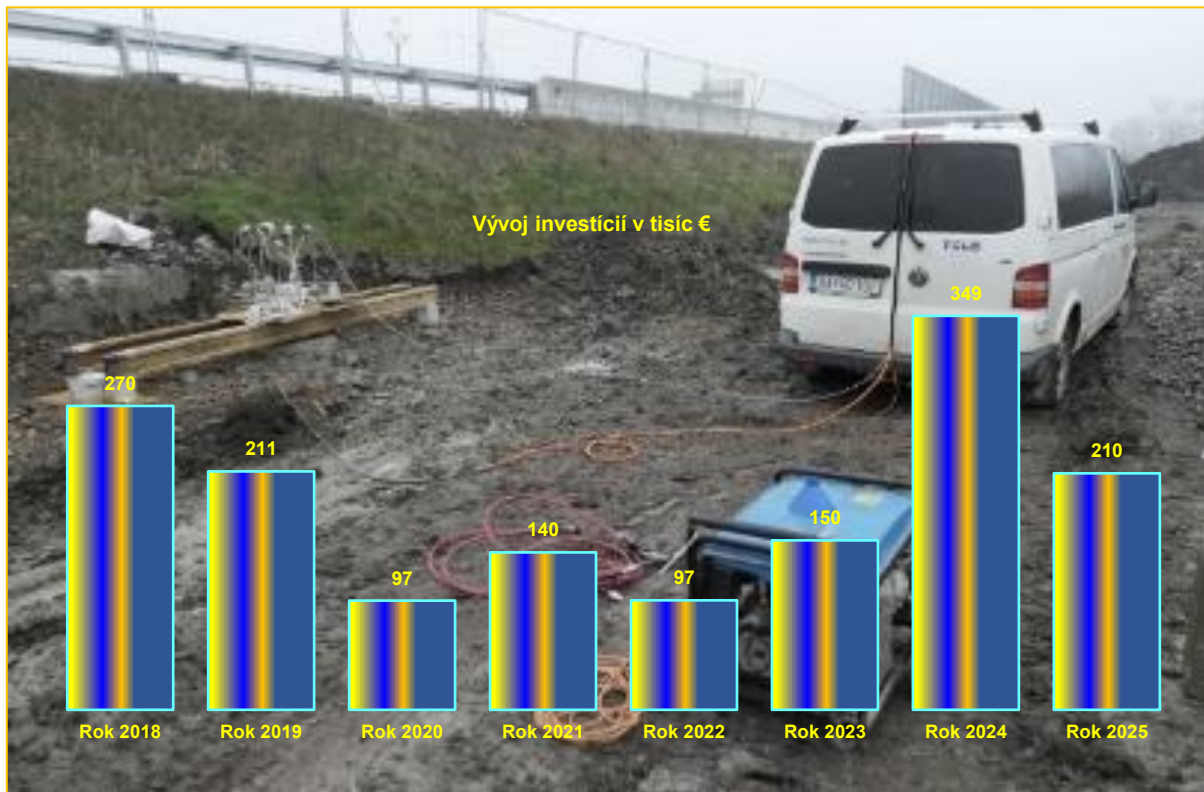 Vývoj investícií v tisíc €
349
270
211
210
150
140
97
97
Rok 2018
Rok 2019
Rok 2020
Rok 2021
Rok 2022
Rok 2023
Rok 2024
Rok 2025